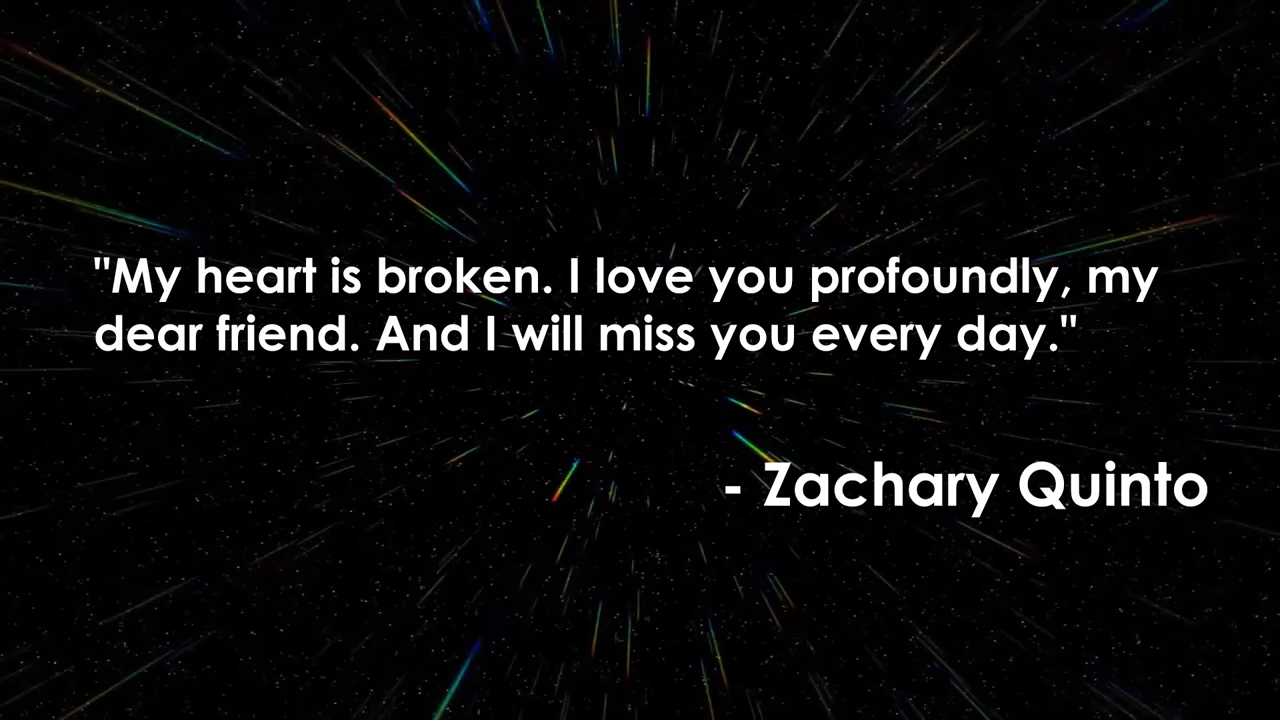 "My heart is broken. I love you profoundly, my
dear friend. And I will miss you every day."
- Zachary Quinto